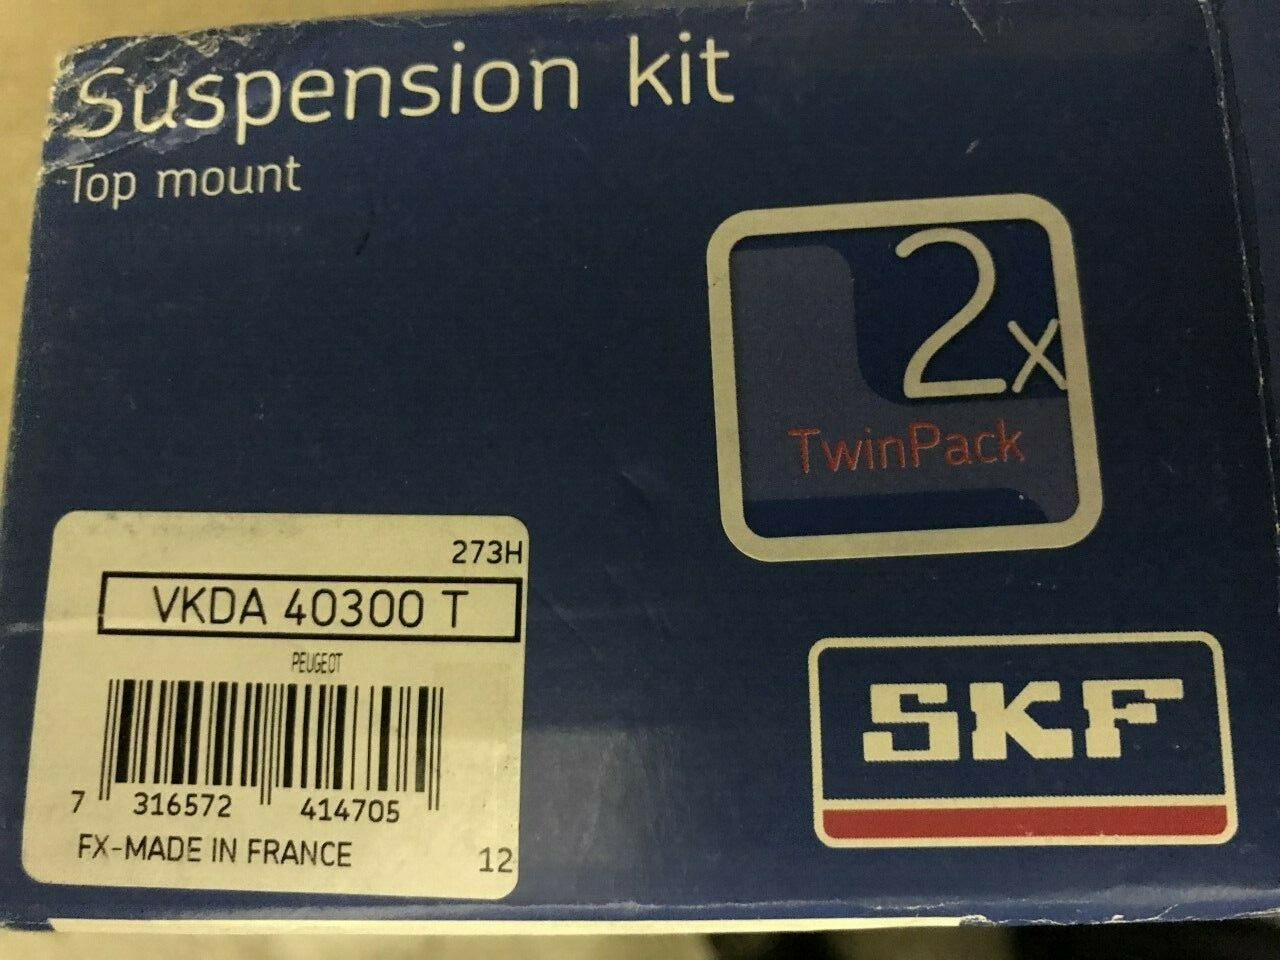 Suspension kit
Top mount
2x
TwinPack
273H
VKDA 40300 T
PEUGEOT
7 316572 414705
FX-MADE IN FRANCE
12
SKF